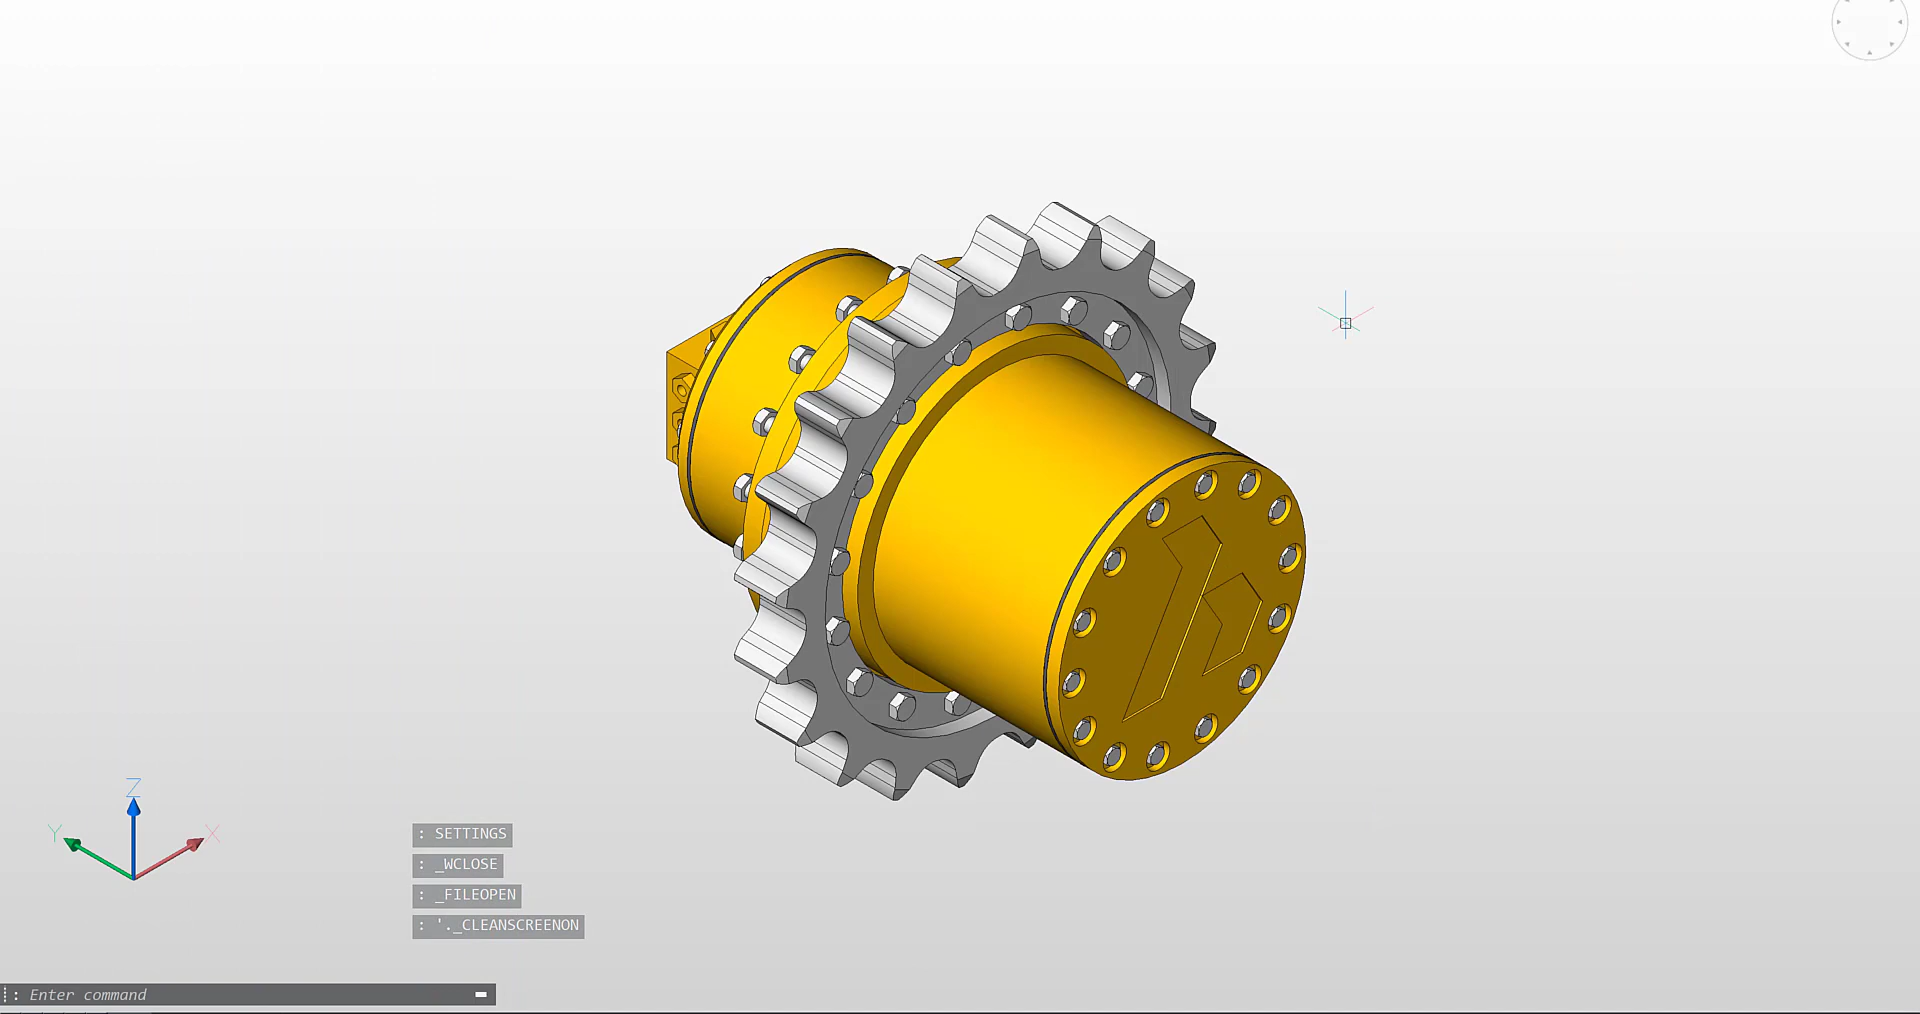 Z
Y
X
: SETTINGS
: _WCLOSE
: _FILEOPEN
: '._CLEANSCREENON
: Enter command